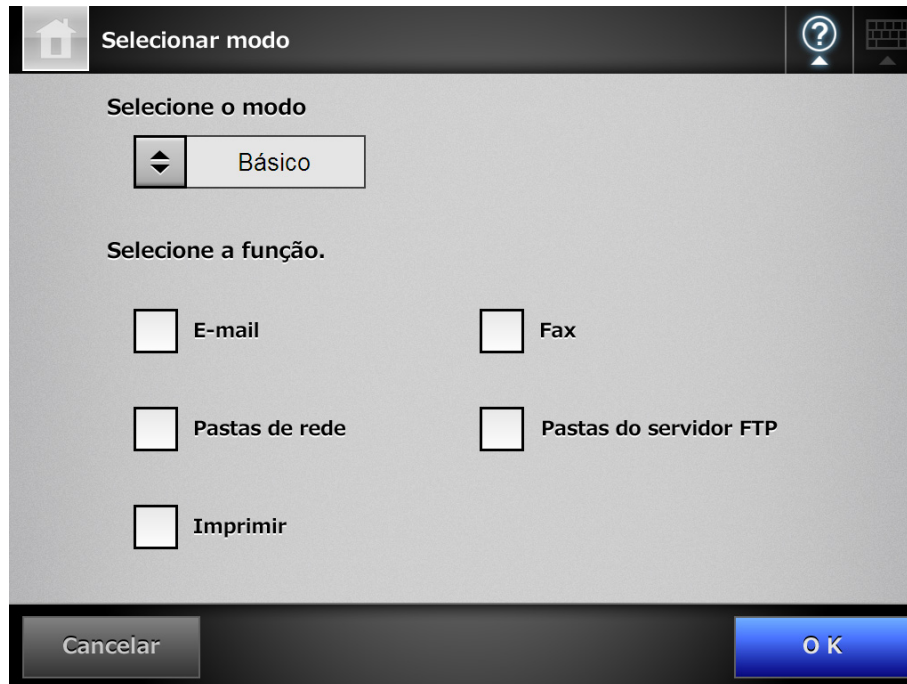 Selecionar modo
Selecione o modo
Básico
Selecione a função.
E-mail
Fax
Pastas de rede
Pastas do servidor FTP
Imprimir
Cancelar
OK